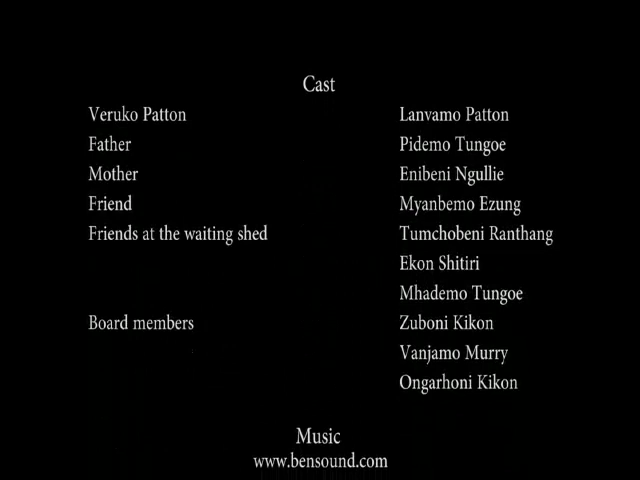 Cast
Veruko Patton Lanvamo Patton
Father Pidemo Tungoe
Mother Enibeni Ngullie
Friend Myanbemo Ezung
Friends at the waiting shed Tumchobeni Ranthang
Ekon Shitiri
Mhademo Tungoe
Board members Zuboni Kikon
Vanjamo Murry
Ongarhoni Kikon
Music
www.bensound.com